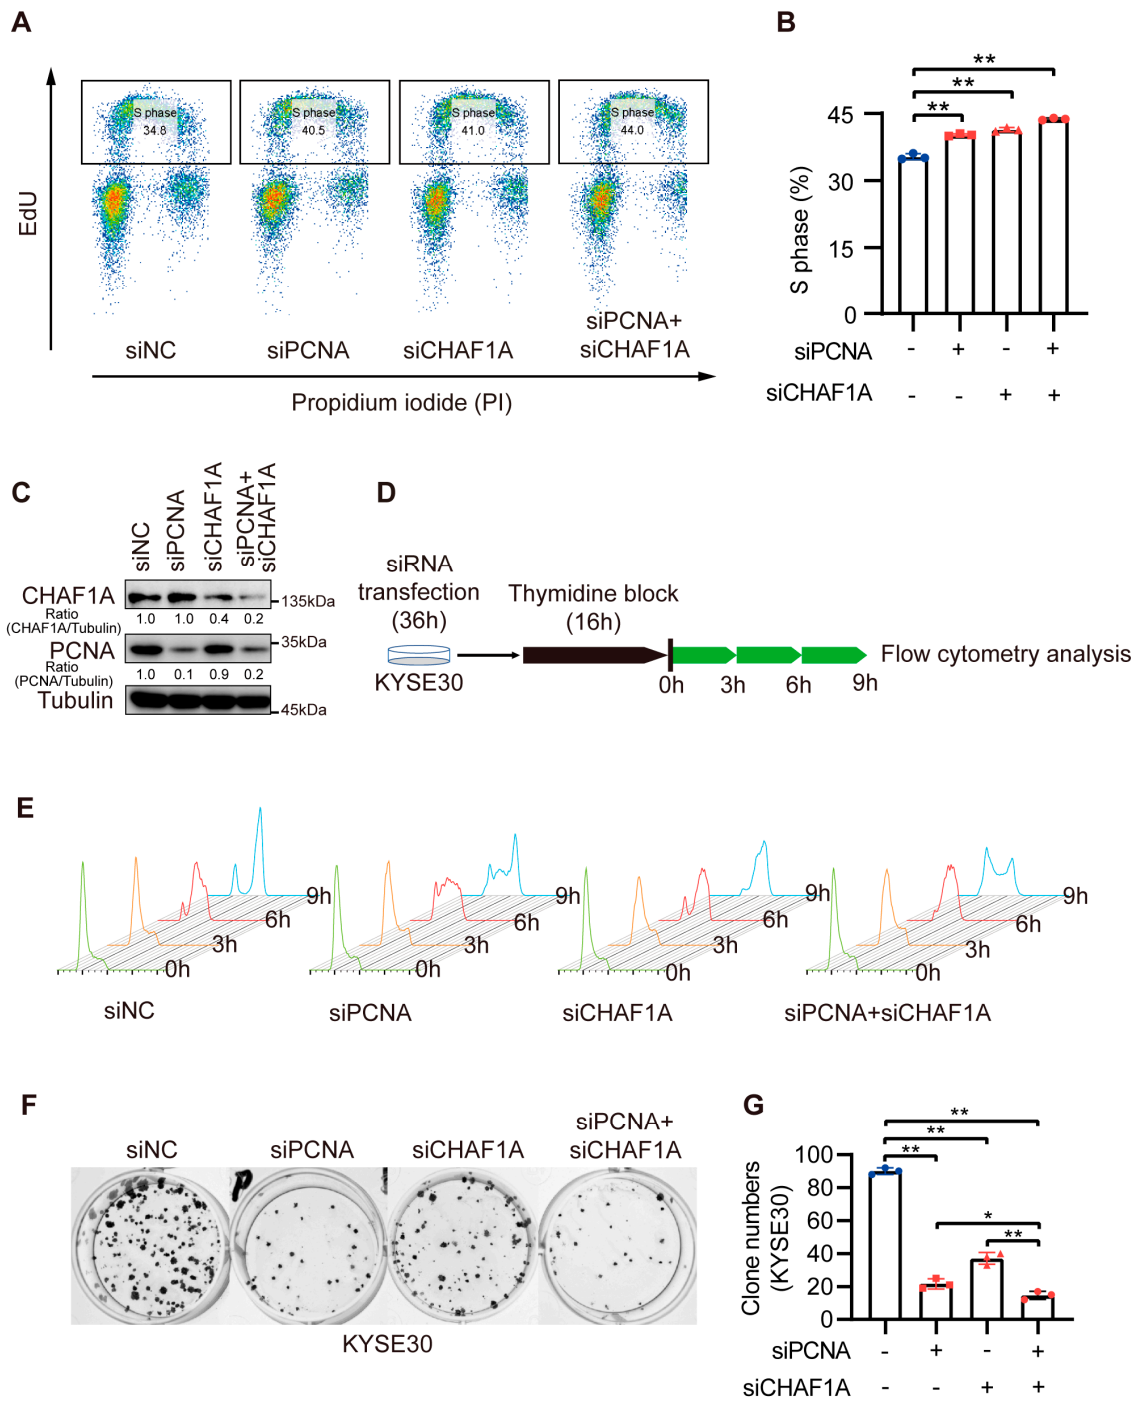 A
EdU
S phase
34.8
S phase
40.5
S phase
41.0
S phase
44.0
siNC
siPCNA
siCHAF1A
siPCNA+
siCHAF1A
Propidium iodide (PI)
B
S phase (%)
45
30
15
0
** ** **
siPCNA - + - +
siCHAF1A - - + +
C
siNC
siPCNA
siCHAF1A
siPCNA+
siCHAF1A
CHAF1A
135kDa
Ratio
(CHAF1A/Tubulin)
1.0 1.0 0.4 0.2
PCNA
35kDa
Ratio
(PCNA/Tubulin)
1.0 0.1 0.9 0.2
Tubulin
45kDa
D
siRNA
transfection
(36h)
KYSE30
Thymidine block
(16h)
0h 3h 6h 9h
Flow cytometry analysis
E
9h
6h
3h
0h
siNC
9h
6h
3h
0h
siPCNA
9h
6h
3h
0h
siCHAF1A
9h
6h
3h
0h
siPCNA+siCHAF1A
F
siNC
siPCNA
siCHAF1A
siPCNA+
siCHAF1A
P
KYSE30
G
Clone numbers
(KYSE30)
100
80
60
40
20
0
** ** ** * **
siPCNA - + - +
siCHAF1A - - + +